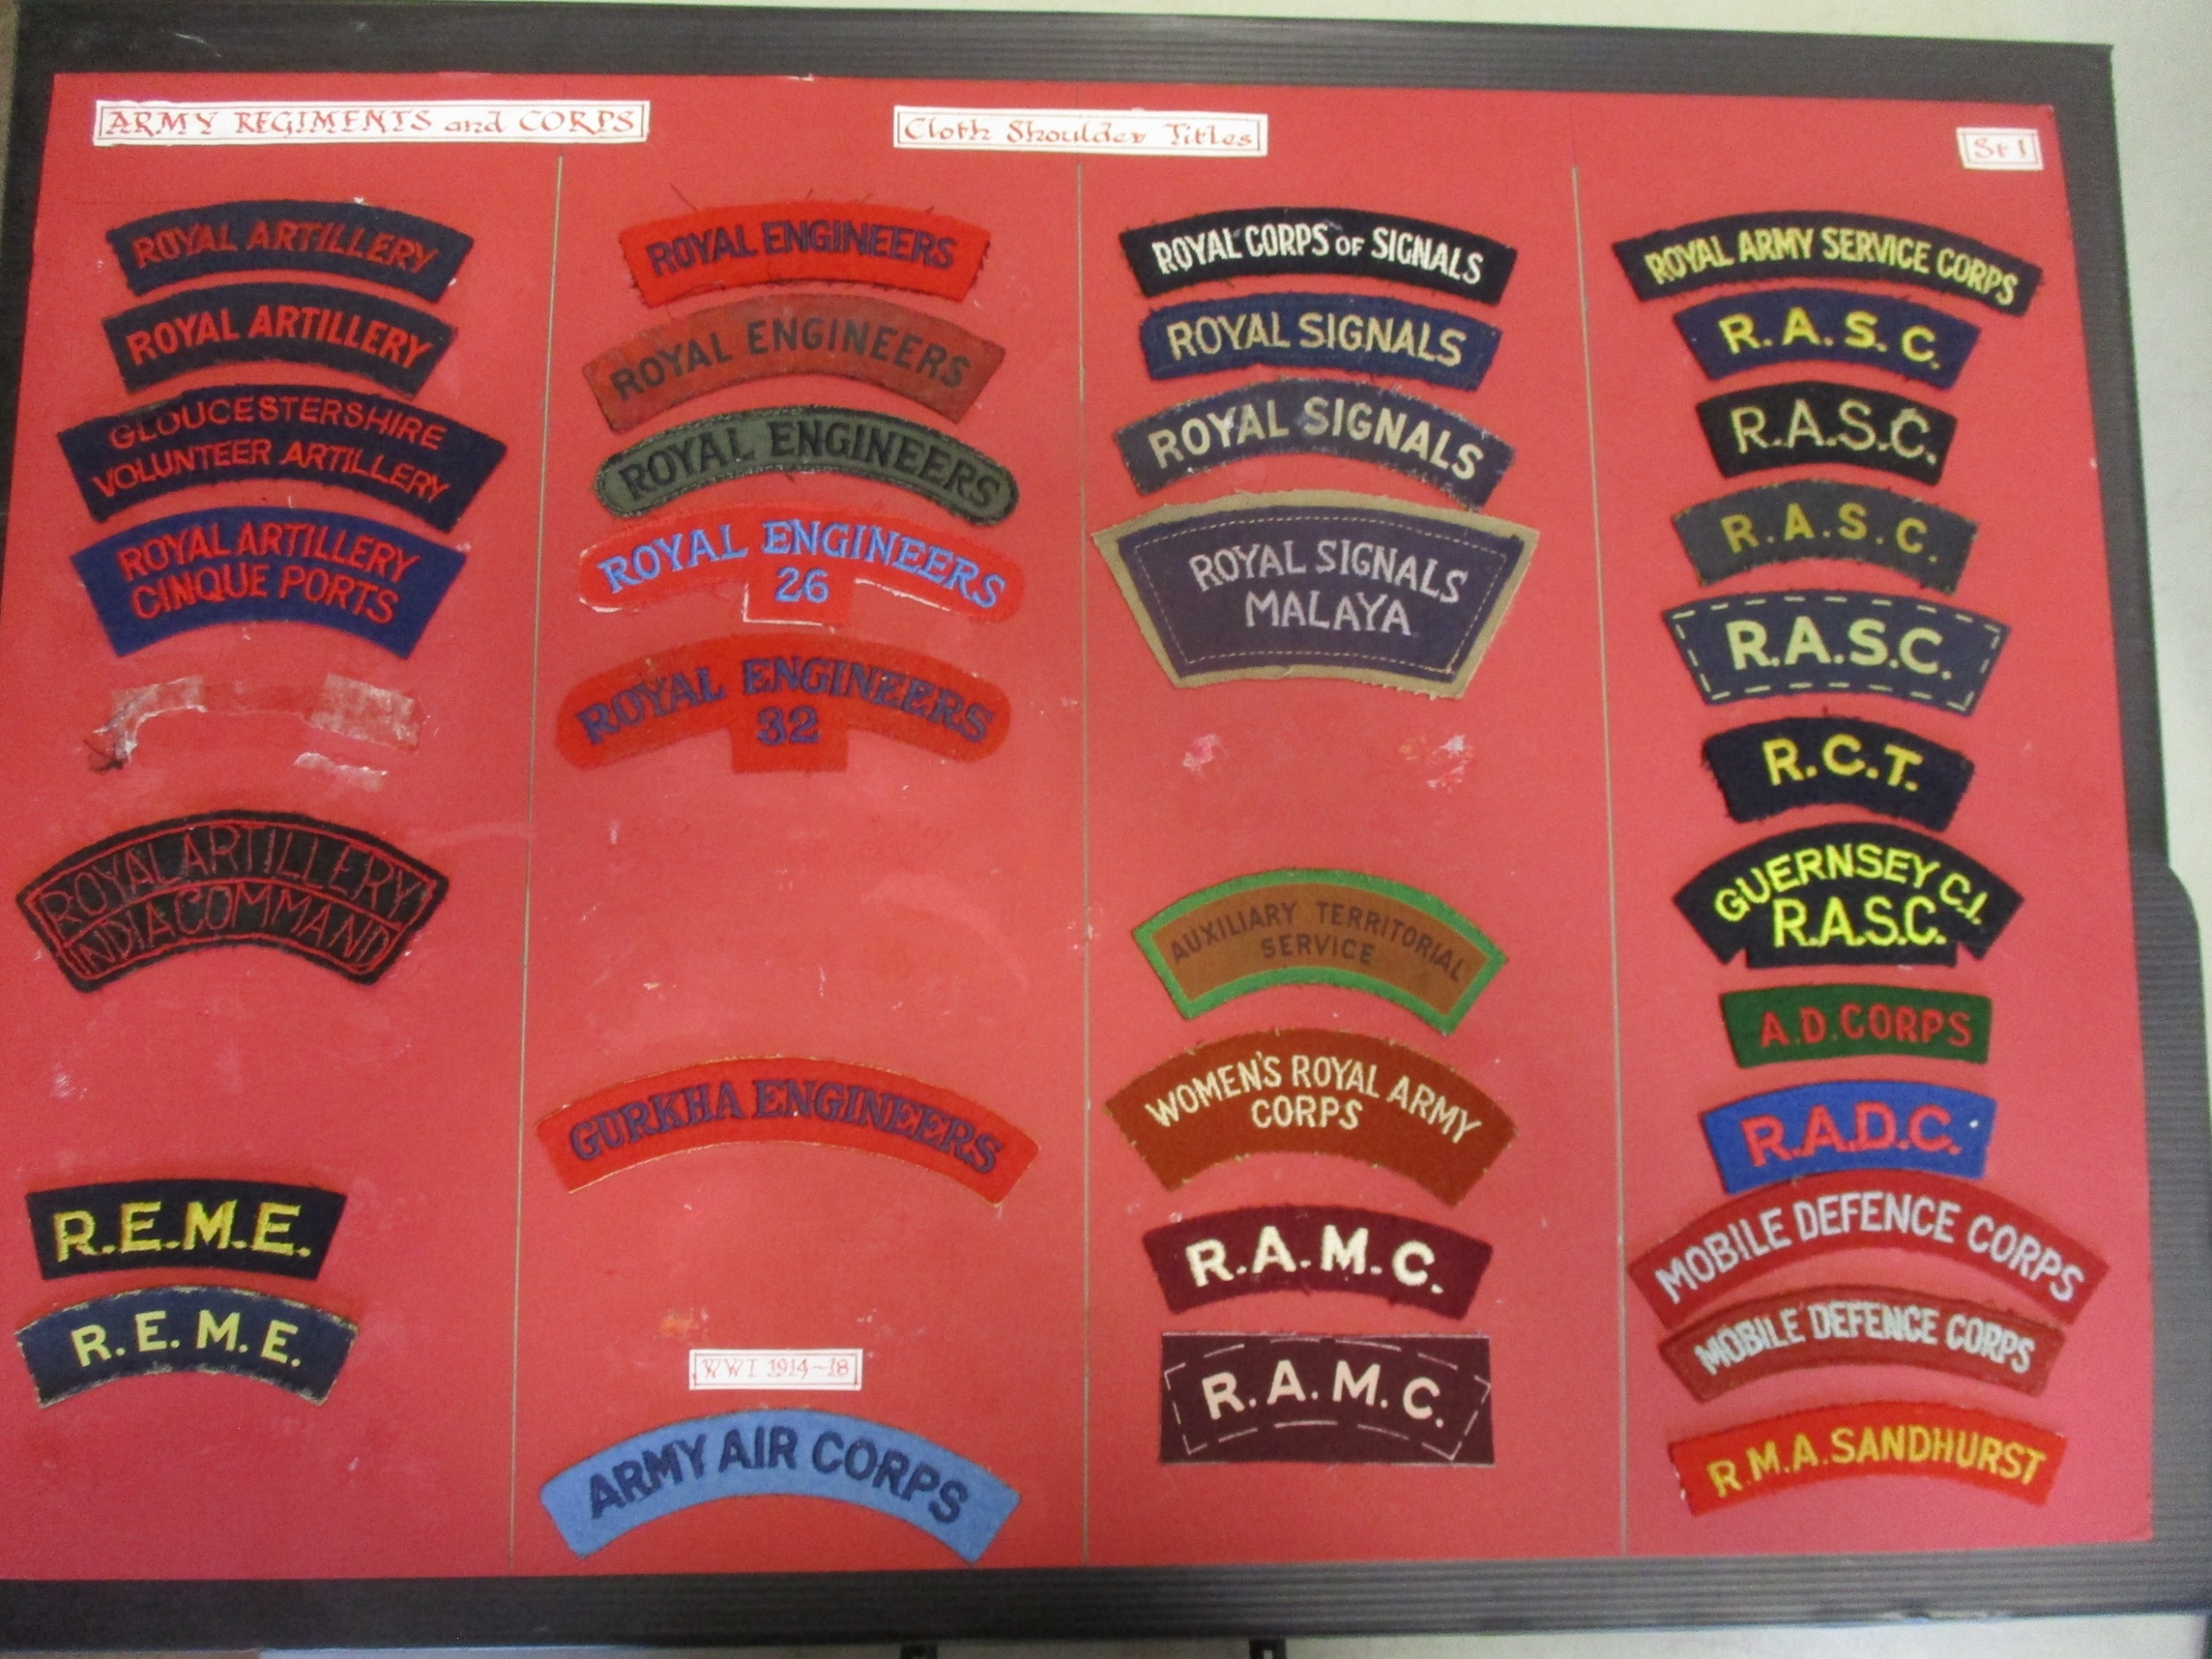 ARMY REGIMENTS and CORPS
Cloth Shoulder Titles
St 1
ROYAL ARTILLERY
ROYAL ARTILLERY
GLOUCESTERSHIRE
VOLUNTEER ARTILLERY
ROYAL ARTILLERY
CINQUE PORTS
ROYAL ARTILLERY
INDIA COMMAND
R.E.M.E.
R.E.M.E.
ROYAL ENGINEERS
ROYAL ENGINEERS
ROYAL ENGINEERS
ROYAL ENGINEERS
26
ROYAL ENGINEERS
32
GURKHA ENGINEERS
WWI 1914-18
ARMY AIR CORPS
ROYAL CORPS OF SIGNALS
ROYAL SIGNALS
ROYAL SIGNALS
ROYAL SIGNALS
MALAYA
AUXILIARY TERRITORIAL
SERVICE
WOMEN'S ROYAL ARMY
CORPS
R.A.M.C.
R.A.M.C.
ROYAL ARMY SERVICE CORPS
R.A.S.C.
R.A.S.C.
R.A.S.C.
R.A.S.C.
R.C.T.
GUERNSEY C.I.
R.A.S.C.
A.D.CORPS
R.A.D.C.
MOBILE DEFENCE CORPS
MOBILE DEFENCE CORPS
R.M.A.SANDHURST